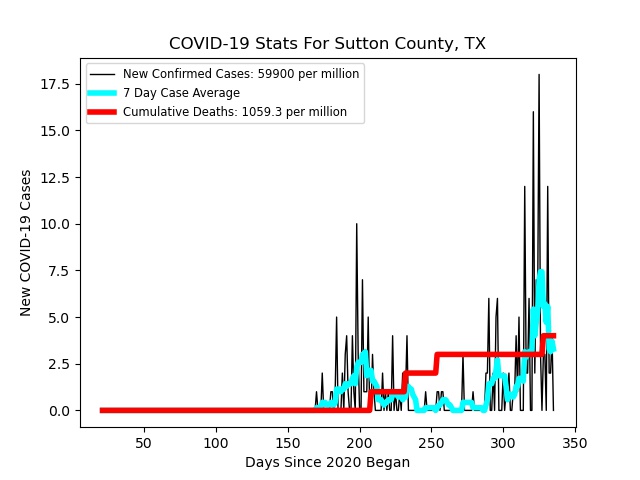 COVID-19 Stats For Sutton County, TX
New Confirmed Cases: 59900 per million
7 Day Case Average
Cumulative Deaths: 1059.3 per million
New COVID-19 Cases
17.5
15.0
12.5
10.0
7.5
5.0
2.5
0.0
50 100 150 200 250 300 350
Days Since 2020 Began